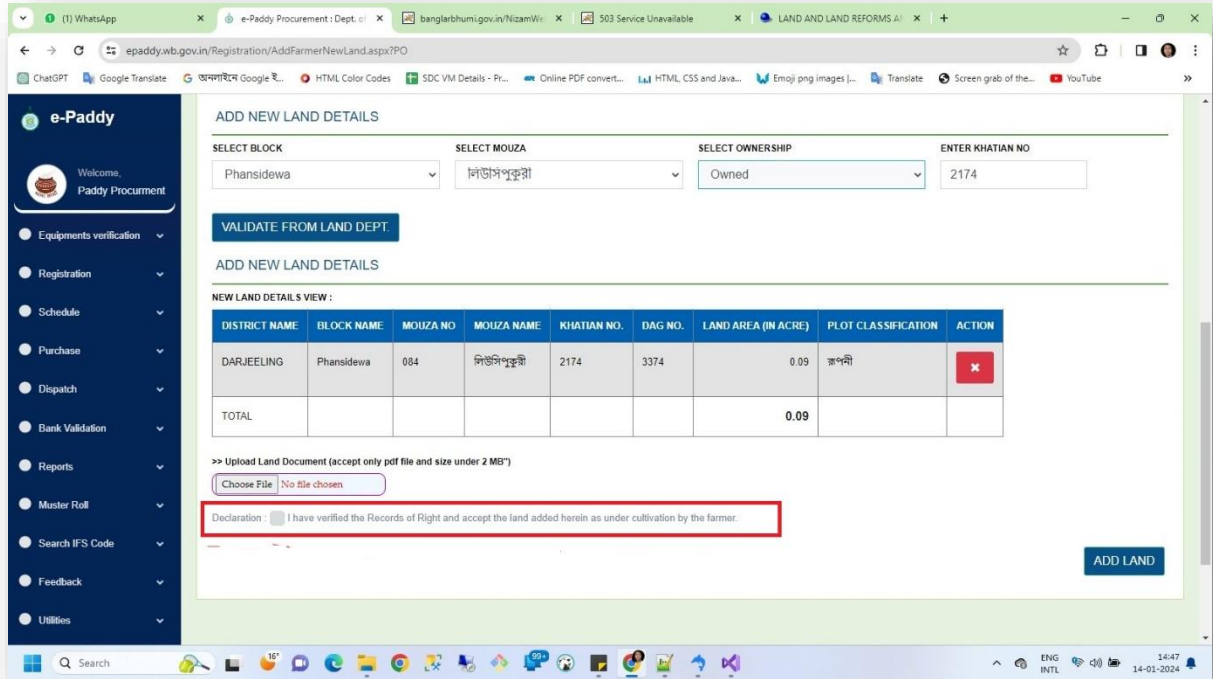 (1) WhatsApp
e-Paddy Procurement : Dept. of
banglarbhumi.gov.in/NizamWe
503 Service Unavailable
LAND AND LAND REFORMS A
epaddy.wb.gov.in/Registration/AddFarmerNewLand.aspx?PO
ChatGPT Google Translate অনলাইনে Google ই... HTML Color Codes SDC VM Details - Pr... Online PDF convert... HTML, CSS and Java... Emoji png images |... Translate Screen grab of the... YouTube »
e-Paddy
Welcome,
Paddy Procurment
Equipments verification
Registration
Schedule
Purchase
Dispatch
Bank Validation
Reports
Muster Roll
Search IFS Code
Feedback
Utilities
ADD NEW LAND DETAILS
SELECT BLOCK SELECT MOUZA SELECT OWNERSHIP ENTER KHATIAN NO
Phansidewa লিউসিপুকুরী Owned 2174
VALIDATE FROM LAND DEPT.
ADD NEW LAND DETAILS
NEW LAND DETAILS VIEW :
DISTRICT NAME BLOCK NAME MOUZA NO MOUZA NAME KHATIAN NO. DAG NO. LAND AREA (IN ACRE) PLOT CLASSIFICATION ACTION
DARJEELING Phansidewa 084 লিউসিপুকুরী 2174 3374 0.09 রূপনী
TOTAL 0.09
>> Upload Land Document (accept only pdf file and size under 2 MB")
Choose File No file chosen
Declaration : I have verified the Records of Right and accept the land added herein as under cultivation by the farmer.
ADD LAND
Search
16°
99+
ENG
INTL
14:47
14-01-2024